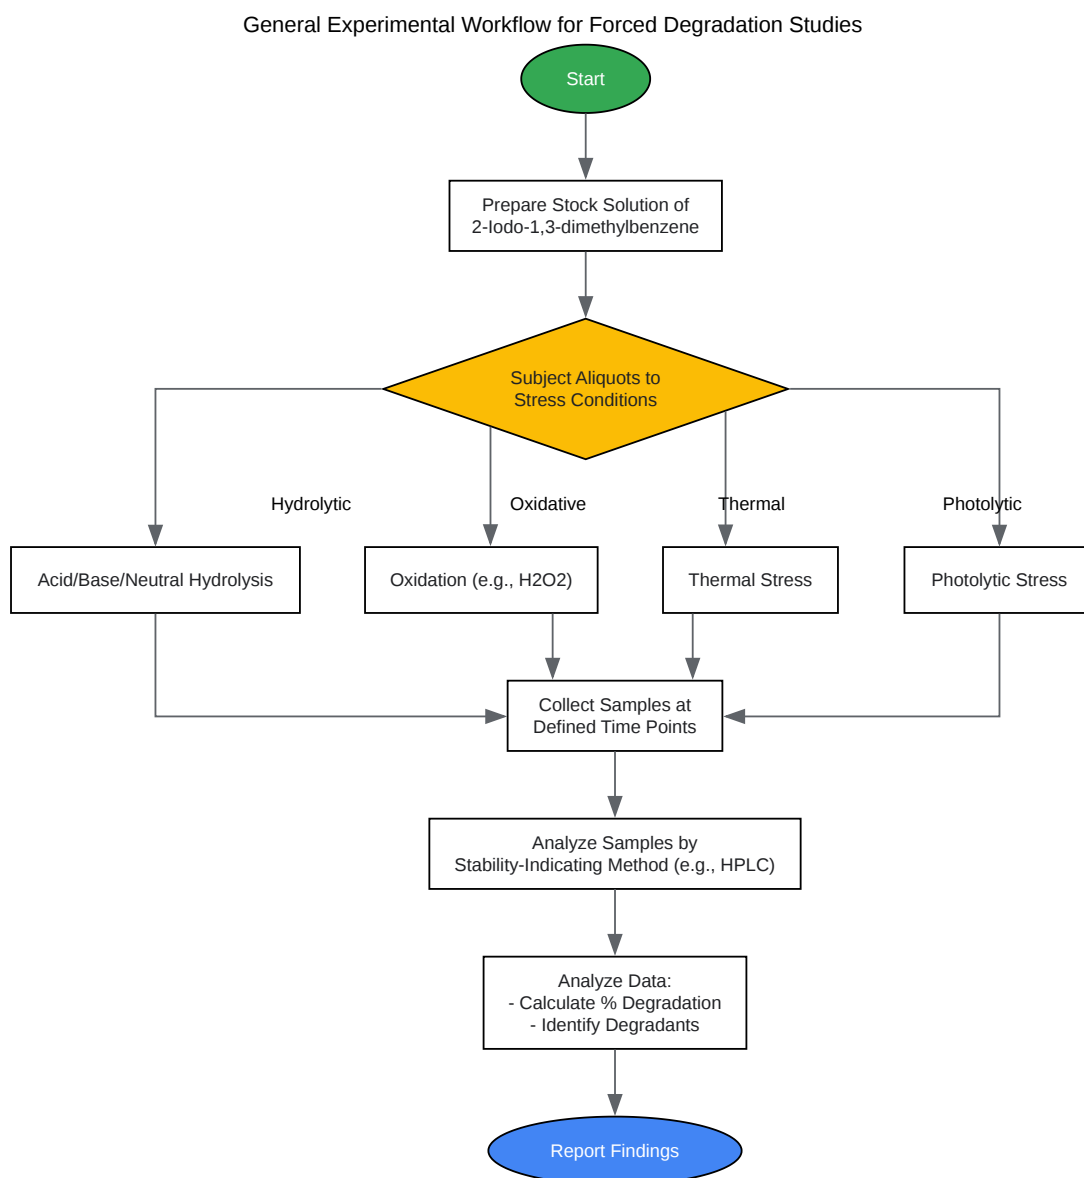 General Experimental Workflow for Forced Degradation Studies
Start
Prepare Stock Solution of
2-Iodo-1,3-dimethylbenzene
Subject Aliquots to
Stress Conditions
Hydrolytic
Oxidative
Thermal
Photolytic
Acid/Base/Neutral Hydrolysis
Oxidation (e.g., H2O2)
Thermal Stress
Photolytic Stress
Collect Samples at
Defined Time Points
Analyze Samples by
Stability-Indicating Method (e.g., HPLC)
Analyze Data:
- Calculate % Degradation
- Identify Degradants
Report Findings